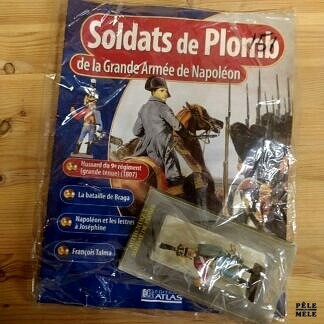 Soldats de Plomb
de la Grande Armée de Napoléon
Hussard du 9e régiment
(grande tenue) (1807)
La bataille de Braga
Napoléon et les lettres
à Joséphine
François Talma
ATLAS
PÊLE
MÊLE